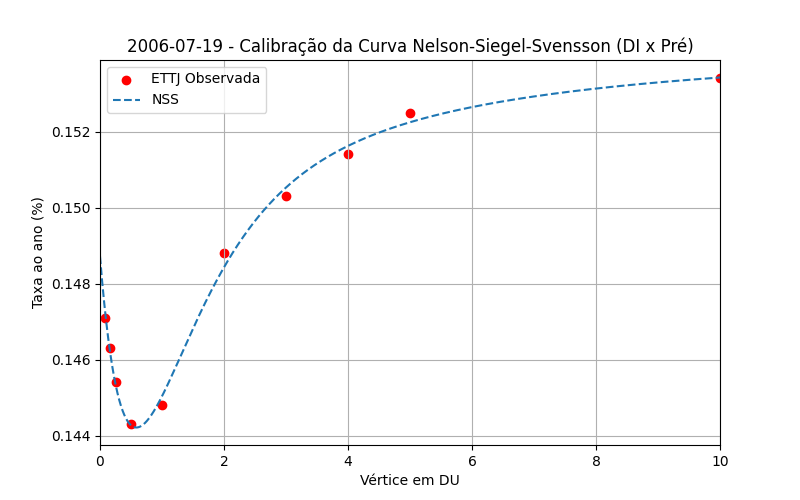 2006-07-19 - Calibração da Curva Nelson-Siegel-Svensson (DI x Pré)
ETTJ Observada
NSS
Taxa ao ano (%)
0.152
0.150
0.148
0.146
0.144
0
2
4
6
8
10
Vértice em DU